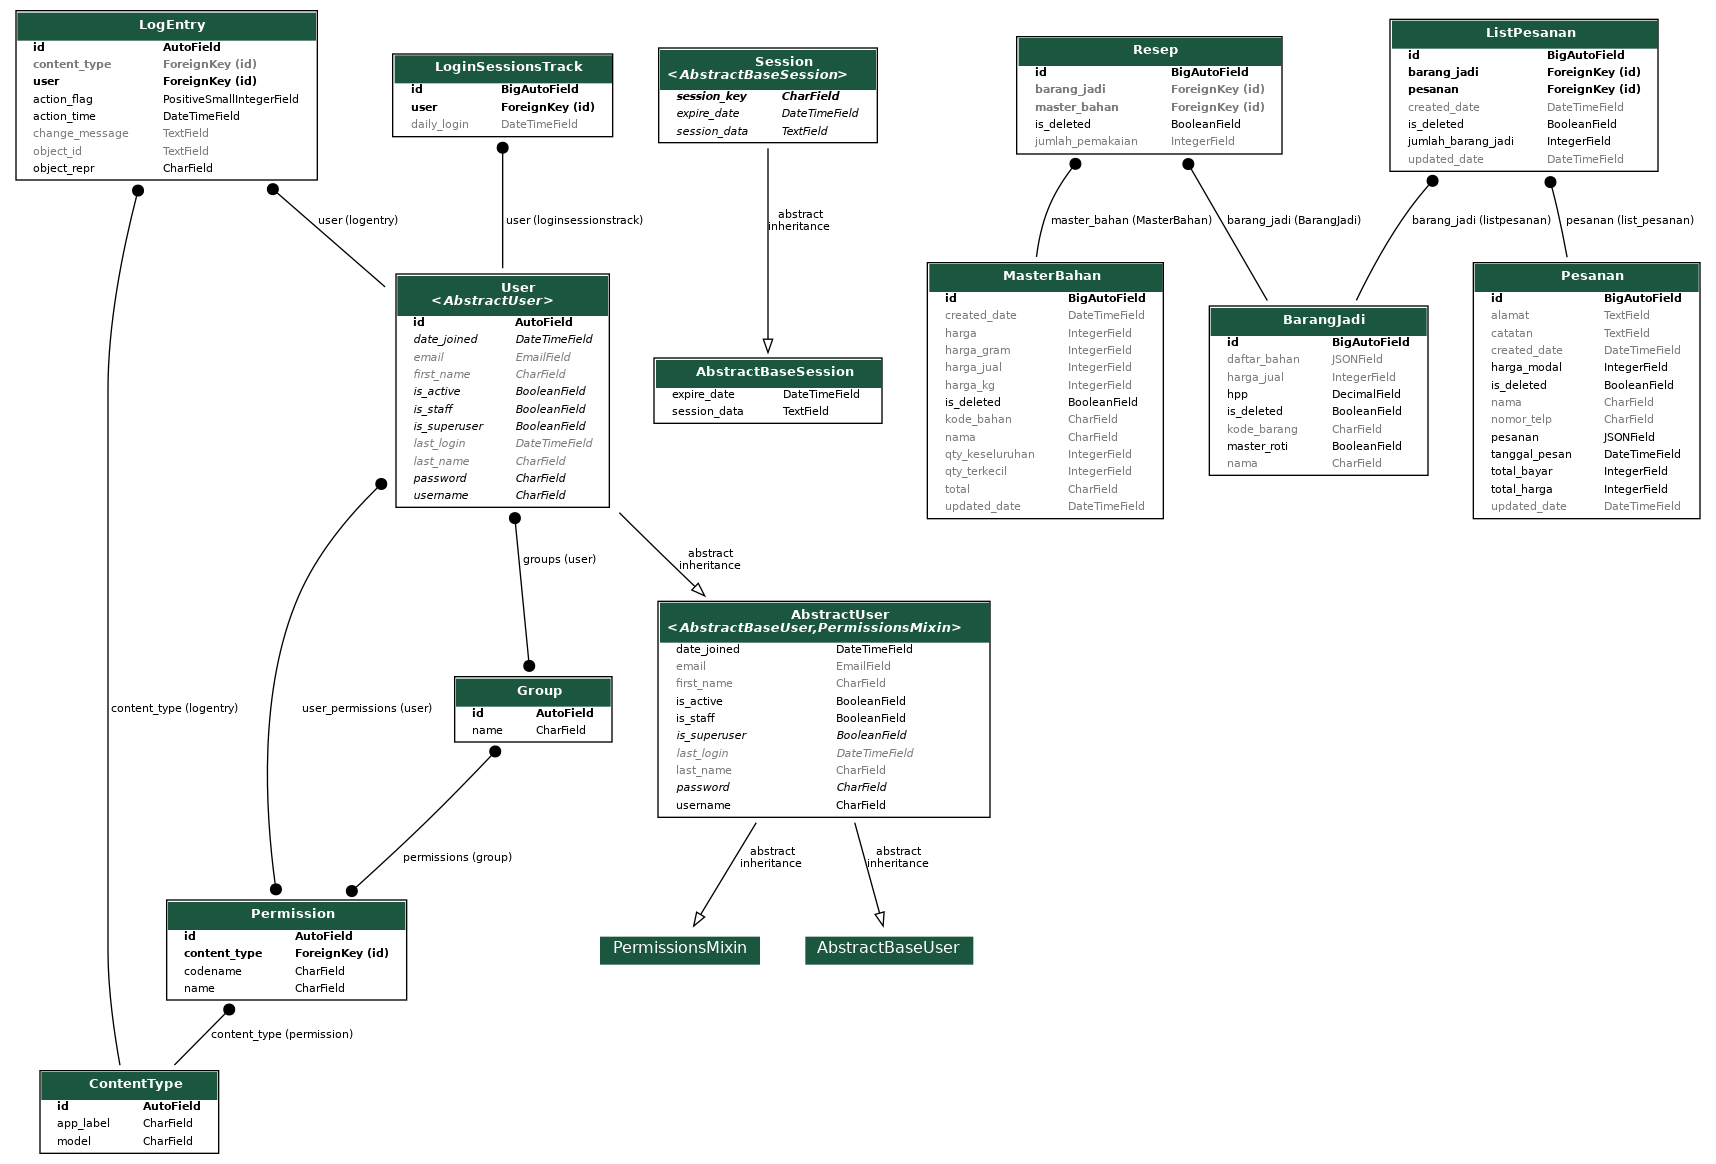 LogEntry
id AutoField
content_type ForeignKey (id)
user ForeignKey (id)
action_flag PositiveSmallIntegerField
action_time DateTimeField
change_message TextField
object_id TextField
object_repr CharField
LoginSessionsTrack
id BigAutoField
user ForeignKey (id)
daily_login DateTimeField
Session
<AbstractBaseSession>
session_key CharField
expire_date DateTimeField
session_data TextField
Resep
id BigAutoField
barang_jadi ForeignKey (id)
master_bahan ForeignKey (id)
is_deleted BooleanField
jumlah_pemakaian IntegerField
ListPesanan
id BigAutoField
barang_jadi ForeignKey (id)
pesanan ForeignKey (id)
created_date DateTimeField
is_deleted BooleanField
jumlah_barang_jadi IntegerField
updated_date DateTimeField
user (logentry)
user (loginsessionstrack)
abstract
inheritance
master_bahan (MasterBahan)
barang_jadi (BarangJadi)
barang_jadi (listpesanan)
pesanan (list_pesanan)
User
<AbstractUser>
id AutoField
date_joined DateTimeField
email EmailField
first_name CharField
is_active BooleanField
is_staff BooleanField
is_superuser BooleanField
last_login DateTimeField
last_name CharField
password CharField
username CharField
AbstractBaseSession
expire_date DateTimeField
session_data TextField
MasterBahan
id BigAutoField
created_date DateTimeField
harga IntegerField
harga_gram IntegerField
harga_jual IntegerField
harga_kg IntegerField
is_deleted BooleanField
kode_bahan CharField
nama CharField
qty_keseluruhan IntegerField
qty_terkecil IntegerField
total CharField
updated_date DateTimeField
BarangJadi
id BigAutoField
daftar_bahan JSONField
harga_jual IntegerField
hpp DecimalField
is_deleted BooleanField
kode_barang CharField
master_roti BooleanField
nama CharField
Pesanan
id BigAutoField
alamat TextField
catatan TextField
created_date DateTimeField
harga_modal IntegerField
is_deleted BooleanField
nama CharField
nomor_telp CharField
pesanan JSONField
tanggal_pesan DateTimeField
total_bayar IntegerField
total_harga IntegerField
updated_date DateTimeField
groups (user)
abstract
inheritance
AbstractUser
<AbstractBaseUser,PermissionsMixin>
date_joined DateTimeField
email EmailField
first_name CharField
is_active BooleanField
is_staff BooleanField
is_superuser BooleanField
last_login DateTimeField
last_name CharField
password CharField
username CharField
Group
id AutoField
name CharField
content_type (logentry)
user_permissions (user)
permissions (group)
abstract
inheritance
abstract
inheritance
Permission
id AutoField
content_type ForeignKey (id)
codename CharField
name CharField
PermissionsMixin
AbstractBaseUser
content_type (permission)
ContentType
id AutoField
app_label CharField
model CharField